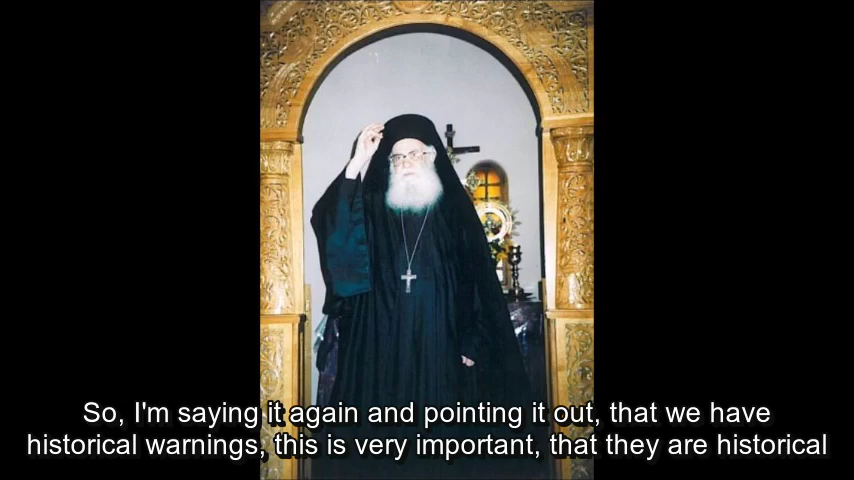 So, I'm saying it again and pointing it out, that we have
historical warnings, this is very important, that they are historical